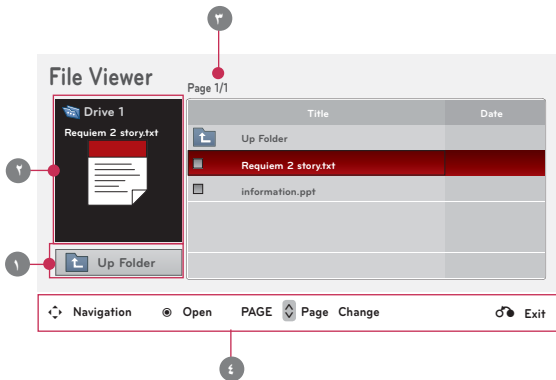 ٣
File Viewer
Page 1/1
Drive 1
Requiem 2 story.txt
Title Date
Up Folder
Requiem 2 story.txt
information.ppt
٢
١
Up Folder
Navigation Open PAGE Page Change Exit
٤